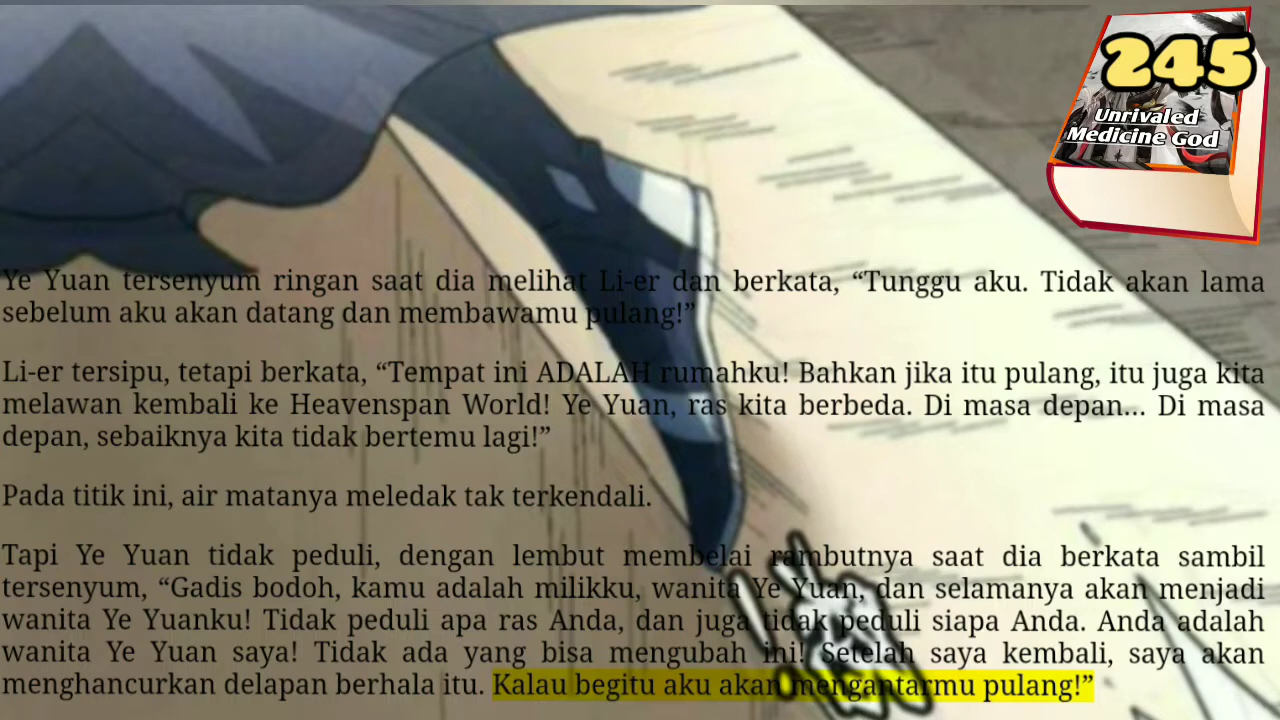 245
Unrivaled
Medicine God
Ye Yuan tersenyum ringan saat dia melihat Li-er dan berkata, “Tunggu aku. Tidak akan lama
sebelum aku akan datang dan membawamu pulang!”
Li-er tersipu, tetapi berkata, “Tempat ini ADALAH rumahku! Bahkan jika itu pulang, itu juga kita
melawan kembali ke Heavenspan World! Ye Yuan, ras kita berbeda. Di masa depan... Di masa
depan, sebaiknya kita tidak bertemu lagi!”
Pada titik ini, air matanya meledak tak terkendali.
Tapi Ye Yuan tidak peduli, dengan lembut membelai rambutnya saat dia berkata sambil
tersenyum, “Gadis bodoh, kamu adalah milikku, wanita Ye Yuan, dan selamanya akan menjadi
wanita Ye Yuanku! Tidak peduli apa ras Anda, dan juga tidak peduli siapa Anda. Anda adalah
wanita Ye Yuan saya! Tidak ada yang bisa mengubah ini! Setelah saya kembali, saya akan
menghancurkan delapan berhala itu. Kalau begitu aku akan mengantarmu pulang!”